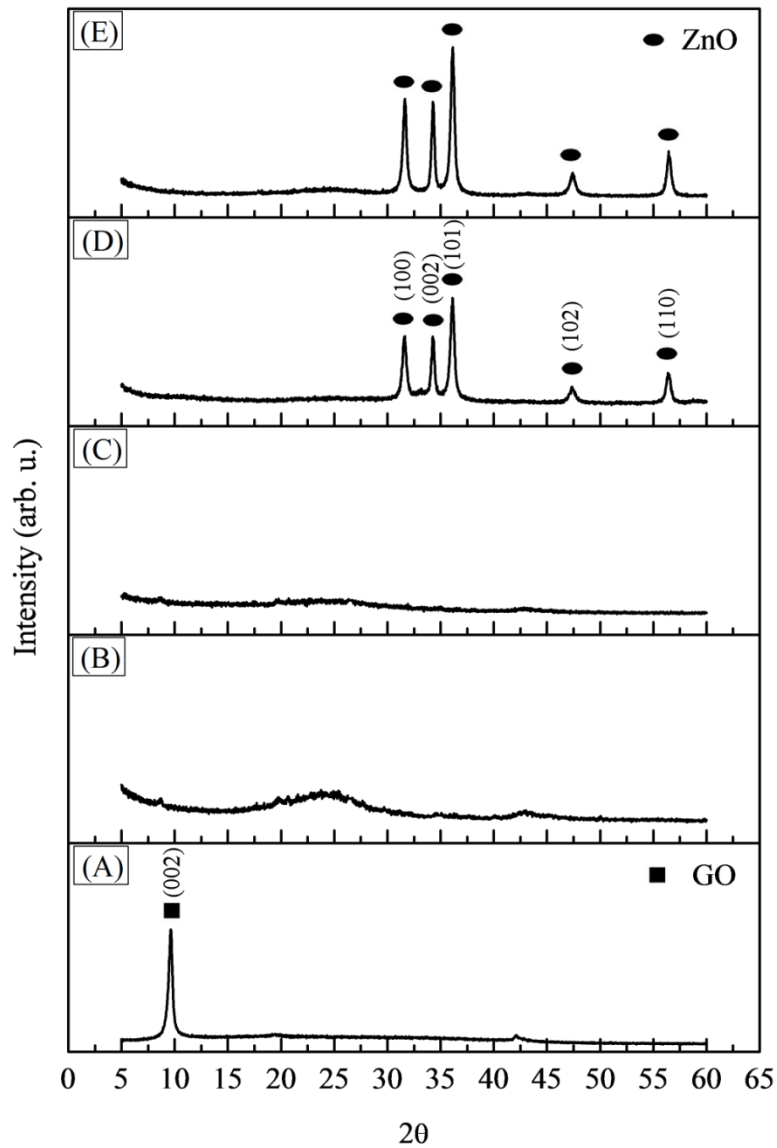 (E)
ZnO
(D)
(100)
(002)
(101)
(102)
(110)
(C)
(B)
(A)
(002)
GO
Intensity (arb. u.)
0 5 10 15 20 25 30 35 40 45 50 55 60 65
2θ